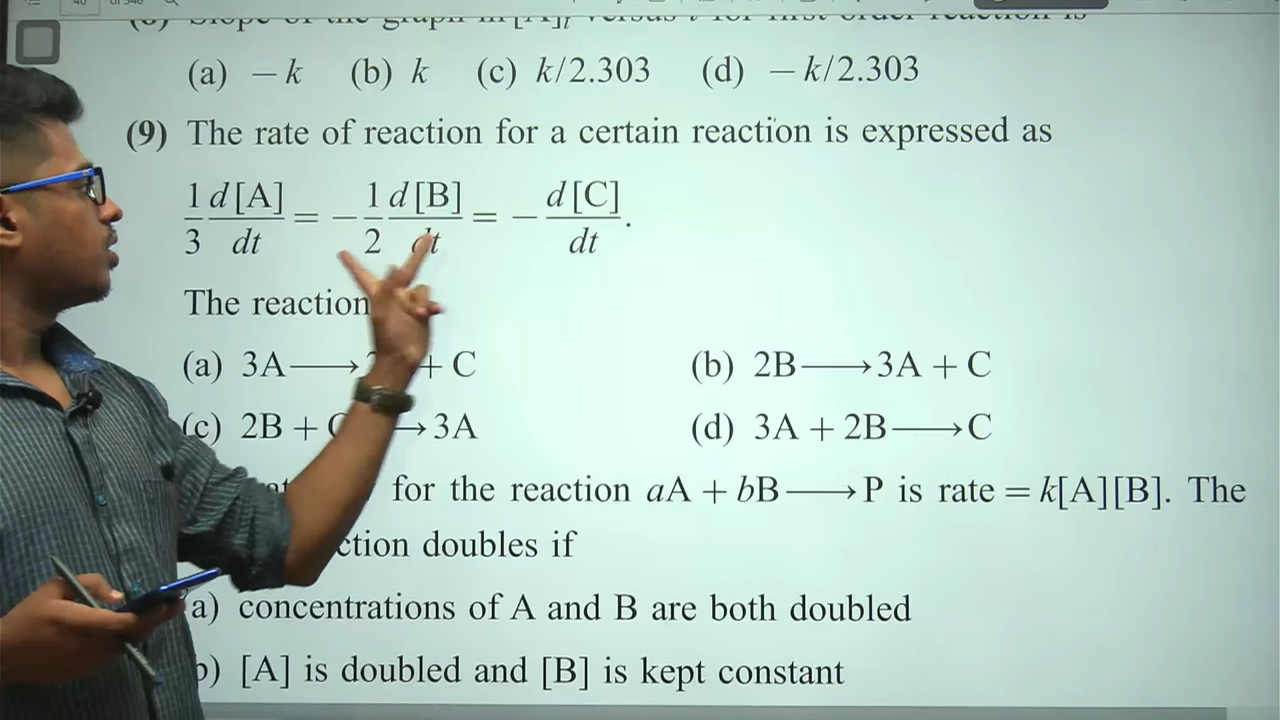 (a) −k (b) k (c) k/2.303 (d) −k/2.303
(9) The rate of reaction for a certain reaction is expressed as
1/3 d[A]/dt = − 1/2 d[B]/dt = − d[C]/dt.
The reaction
(a) 3A ⟶ + C (b) 2B ⟶ 3A + C
(c) 2B + ⟶ 3A (d) 3A + 2B ⟶ C
for the reaction aA + bB ⟶ P is rate = k[A][B]. The
doubles if
a) concentrations of A and B are both doubled
b) [A] is doubled and [B] is kept constant